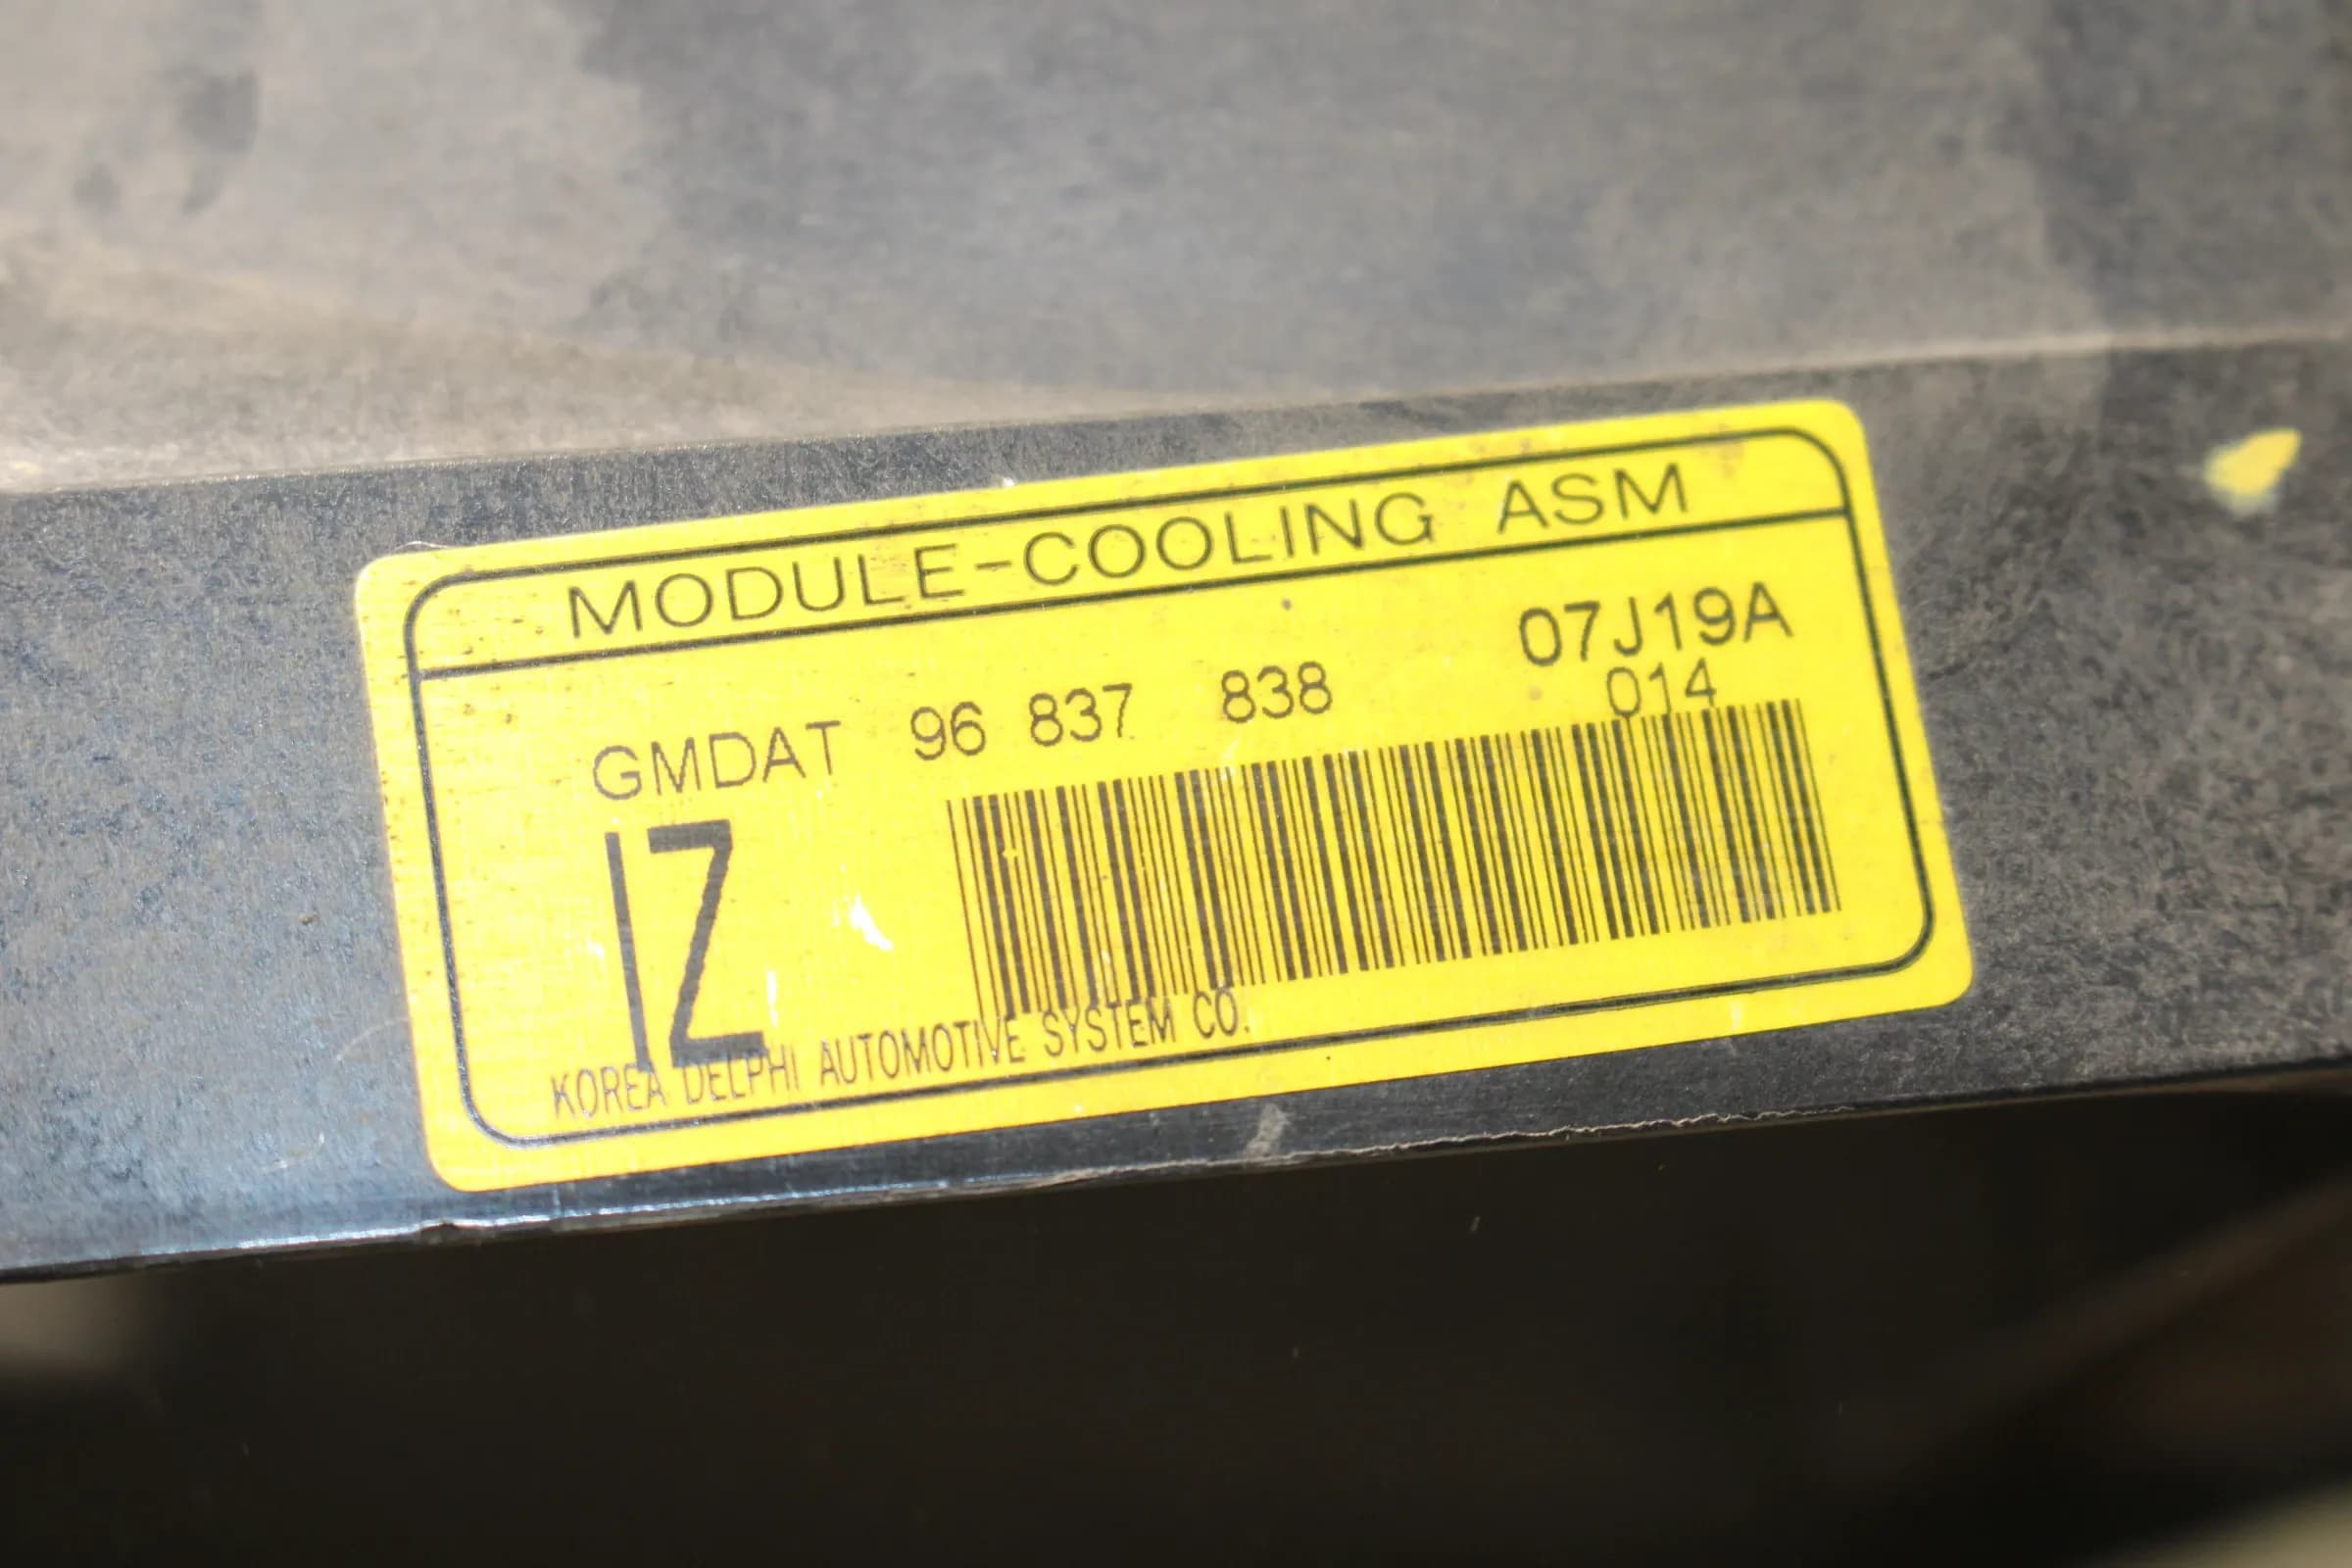 MODULE-COOLING ASM
07J19A
GMDAT 96 837 838
014
IZ
KOREA DELPHI AUTOMOTIVE SYSTEM CO.